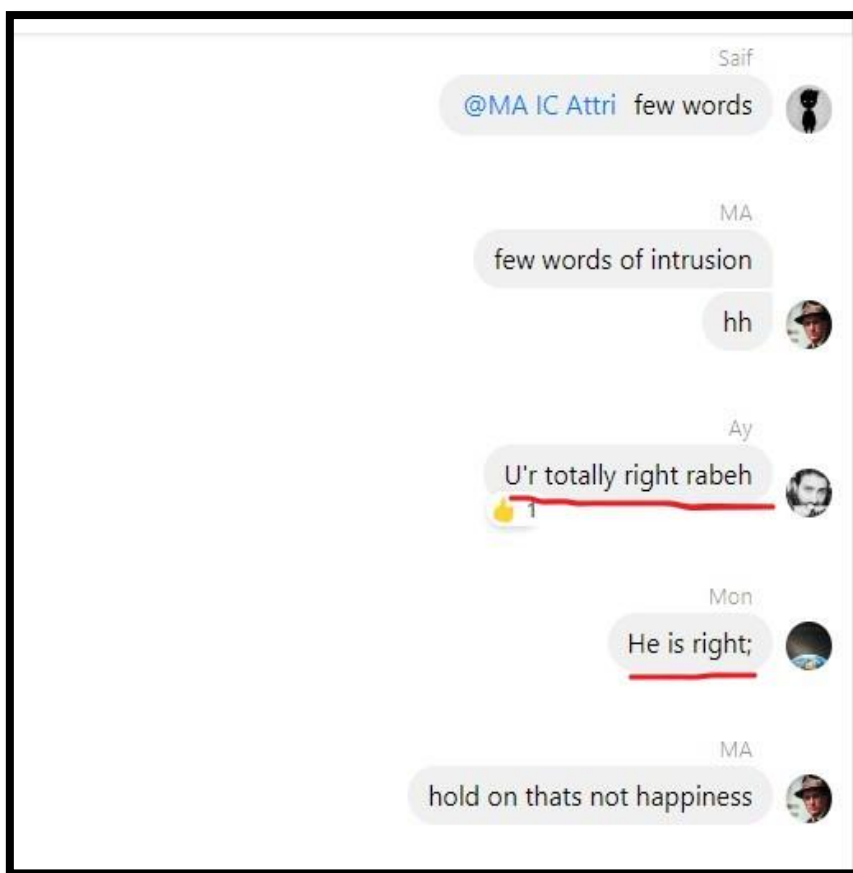 Saif
@MA IC Attri few words
MA
few words of intrusion
hh
Ay
U'r totally right rabeh
1
Mon
He is right;
MA
hold on thats not happiness